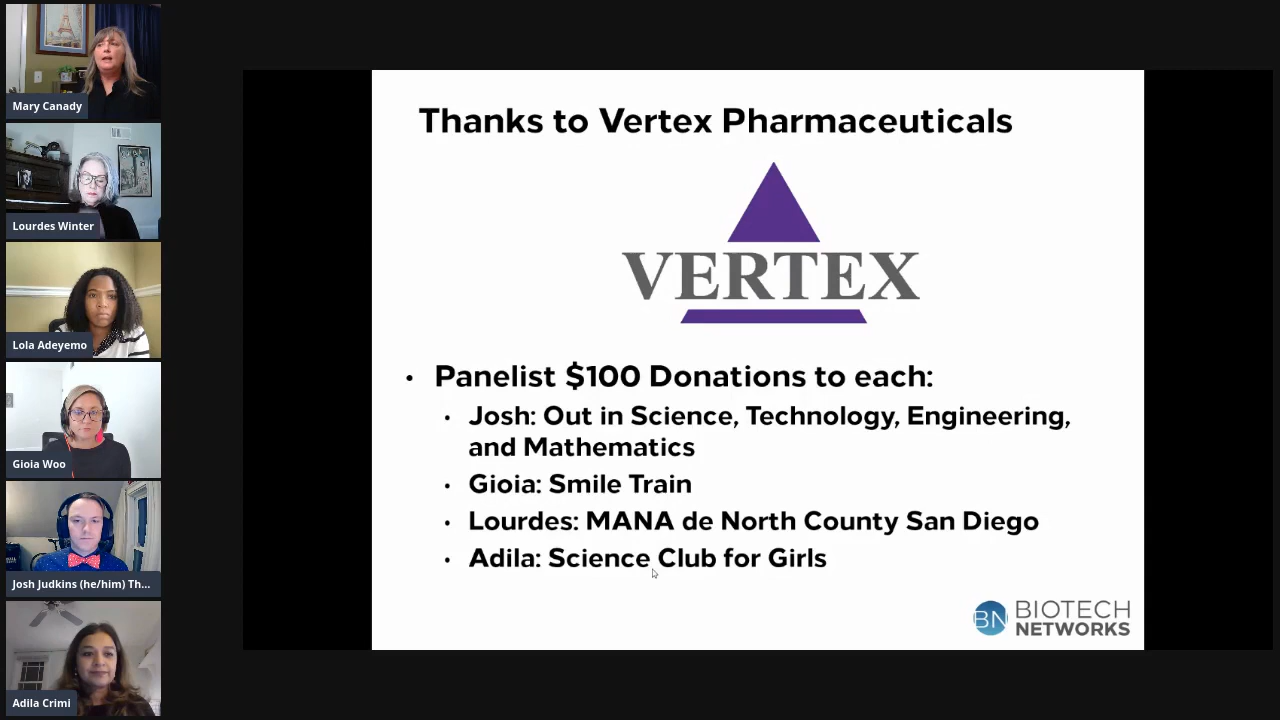 Mary Canady
Lourdes Winter
Lola Adeyemo
Gioia Woo
Josh Judkins (he/him) Th...
Adila Crimi
Thanks to Vertex Pharmaceuticals
VERTEX
• Panelist $100 Donations to each:
• Josh: Out in Science, Technology, Engineering,
and Mathematics
• Gioia: Smile Train
• Lourdes: MANA de North County San Diego
• Adila: Science Club for Girls
BN BIOTECH
NETWORKS